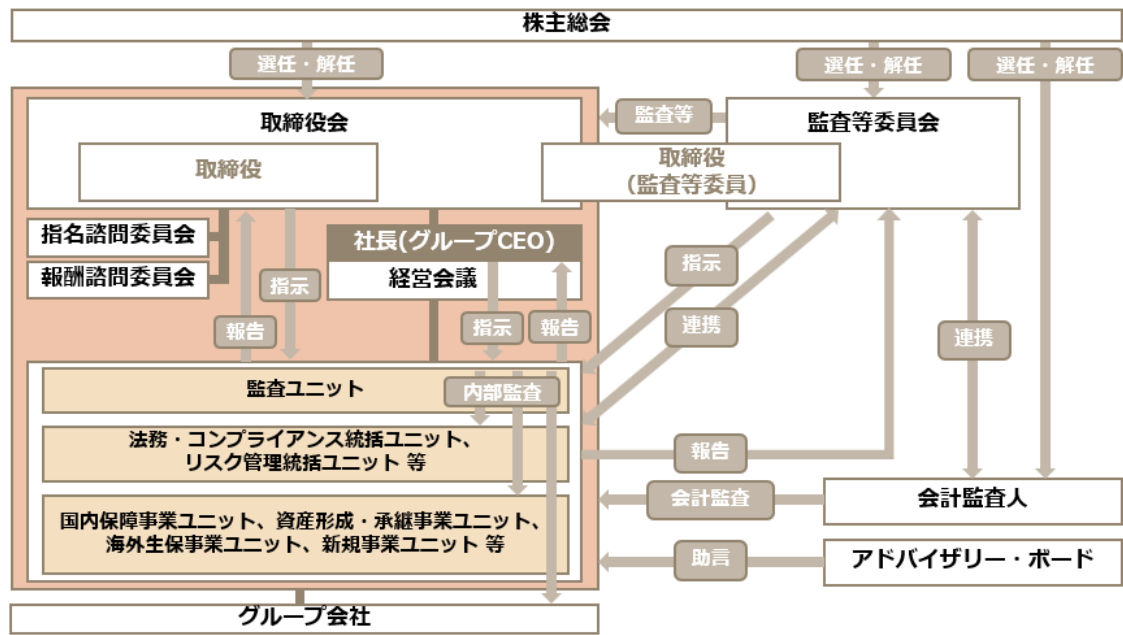 株主総会
選任・解任
選任・解任
選任・解任
取締役会
監査等
監査等委員会
取締役
取締役
（監査等委員）
指名諮問委員会
社長(グループCEO)
報酬諮問委員会
経営会議
指示
報告
指示
報告
指示
連携
連携
監査ユニット
内部監査
法務・コンプライアンス統括ユニット、
リスク管理統括ユニット 等
報告
国内保障事業ユニット、資産形成・承継事業ユニット、
海外生保事業ユニット、新規事業ユニット 等
会計監査
会計監査人
助言
アドバイザリー・ボード
グループ会社